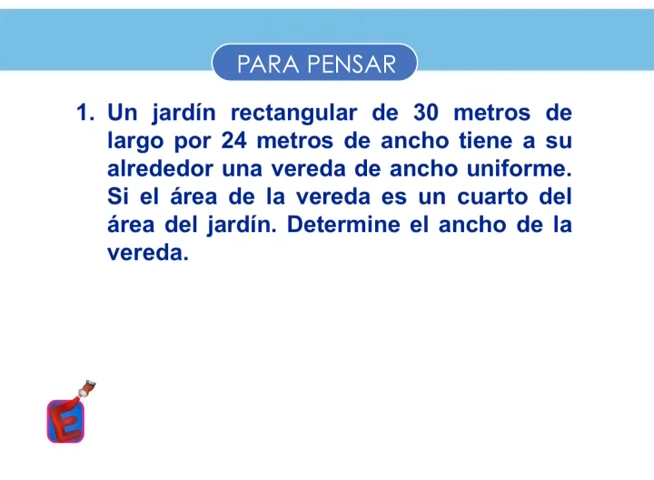 PARA PENSAR
1. Un jardín rectangular de 30 metros de
largo por 24 metros de ancho tiene a su
alrededor una vereda de ancho uniforme.
Si el área de la vereda es un cuarto del
área del jardín. Determine el ancho de la
vereda.
E